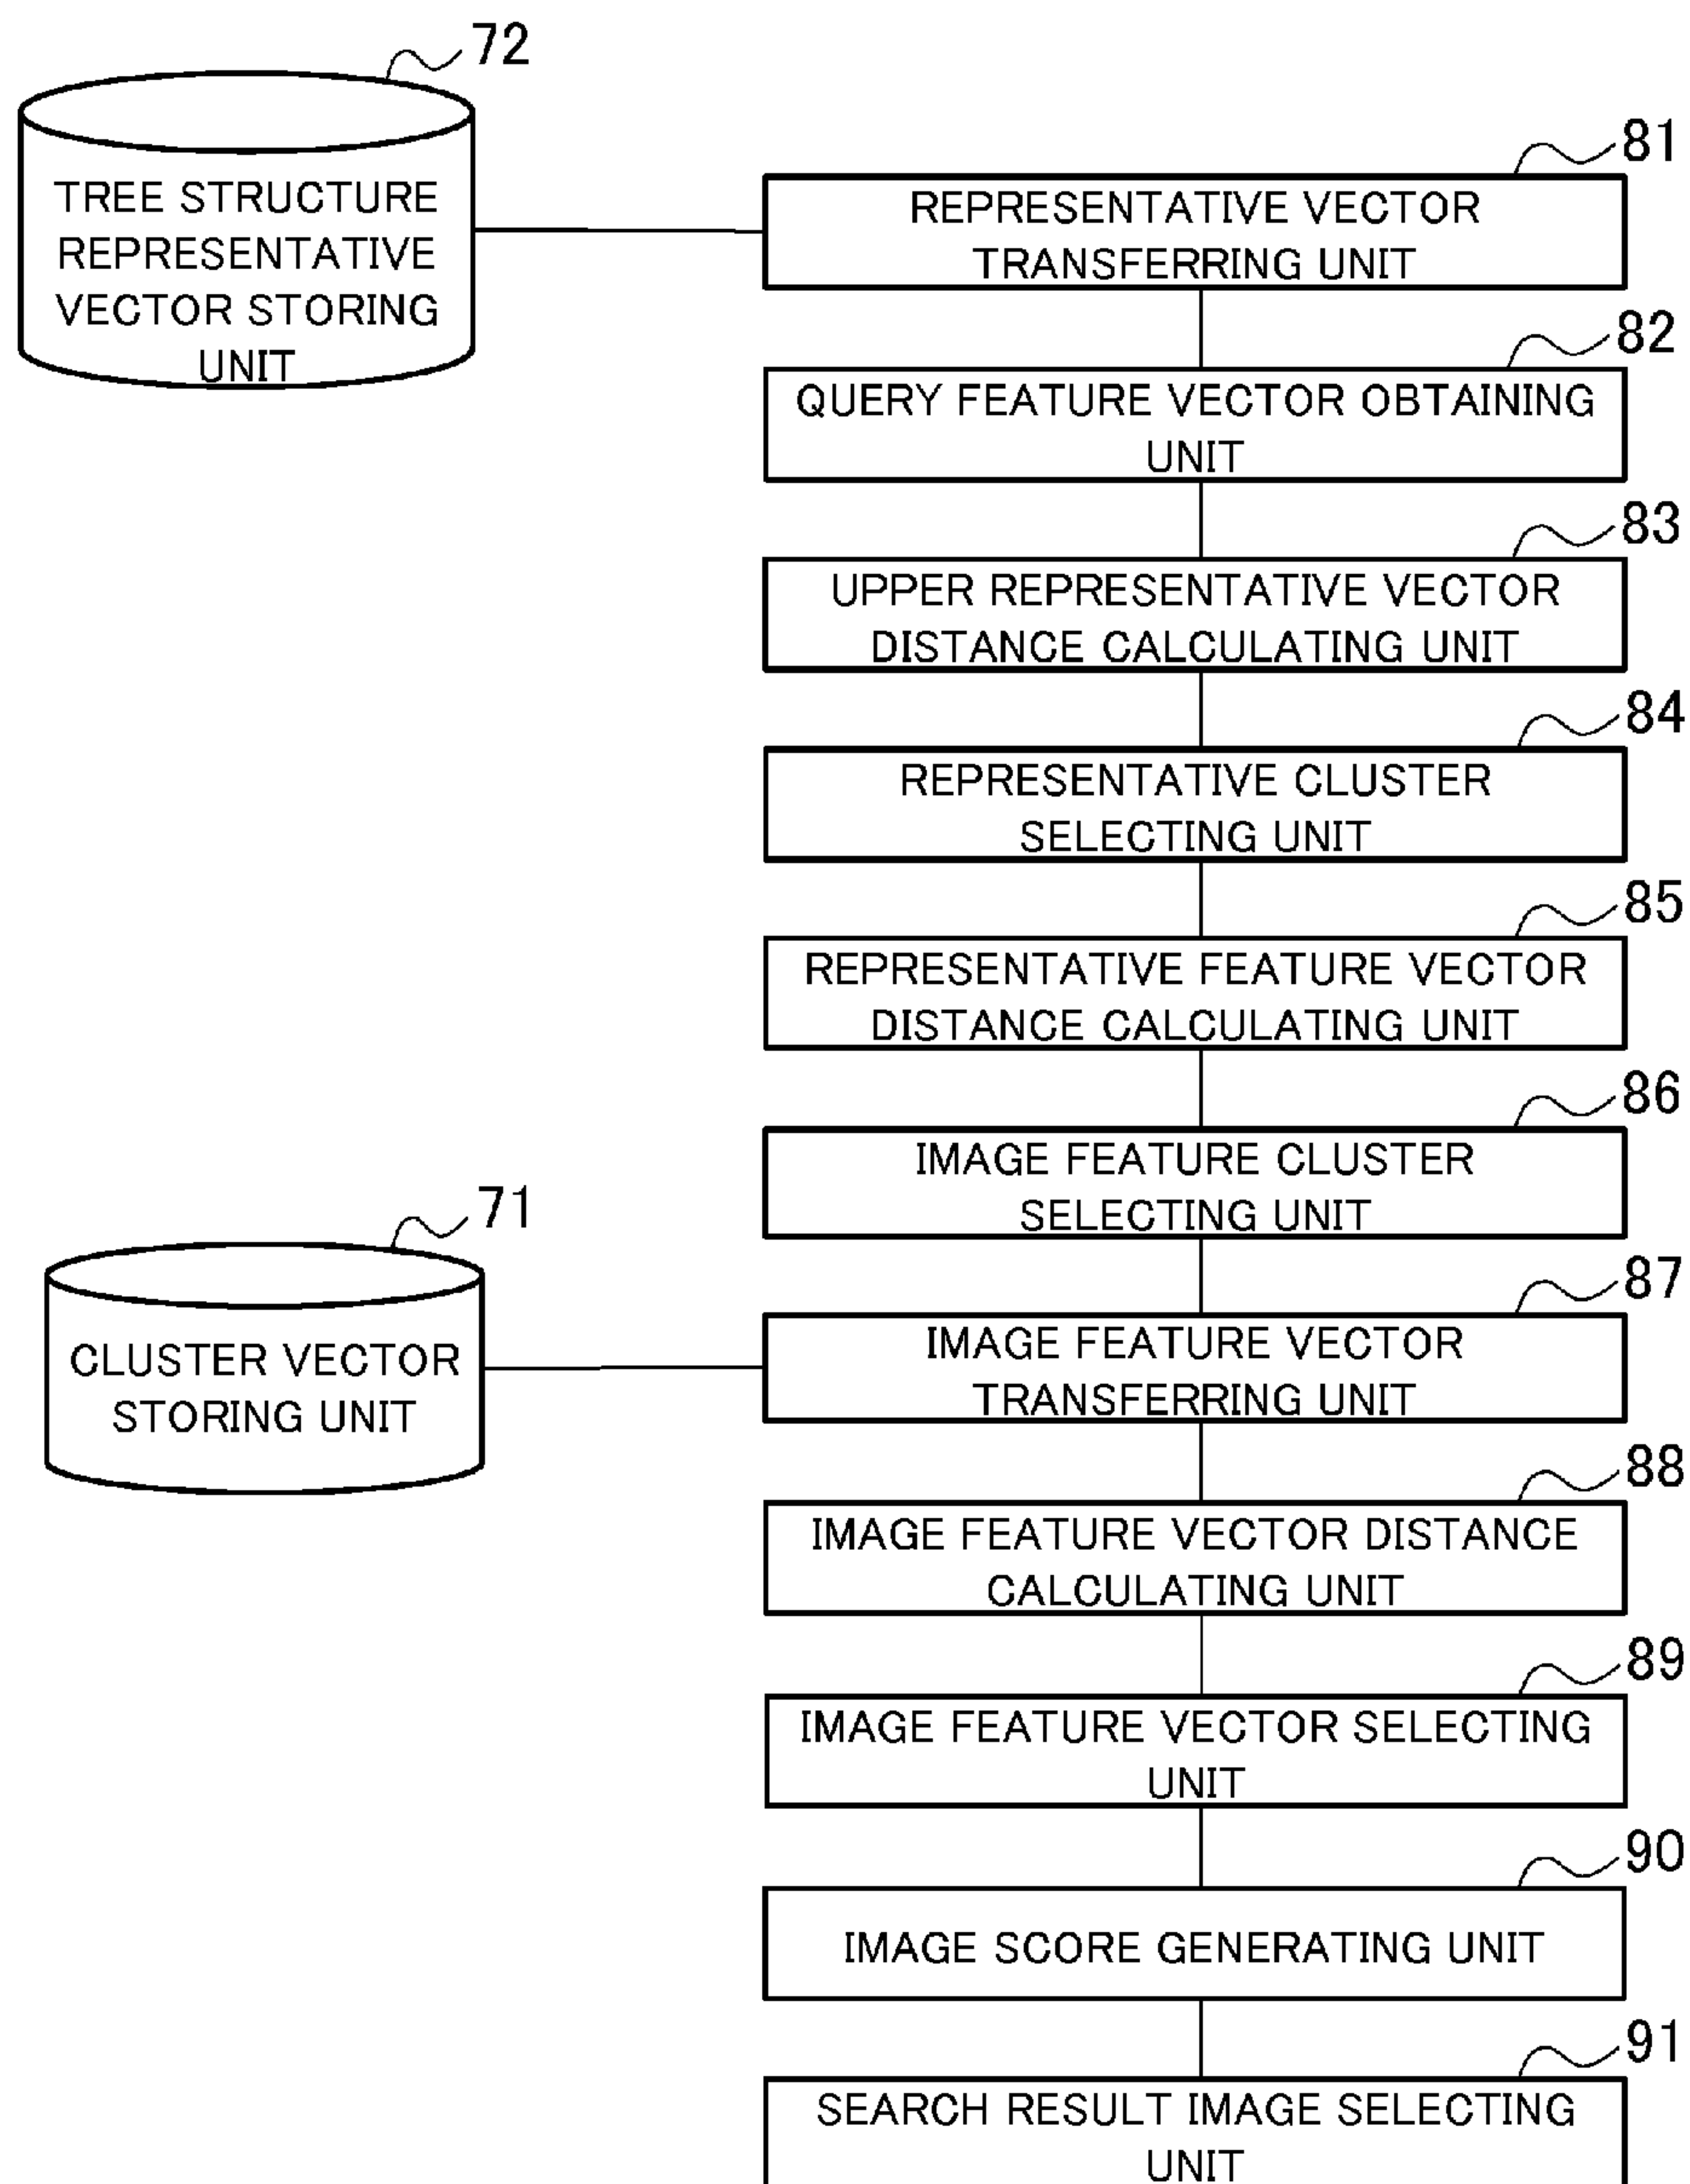 72
TREE STRUCTURE
REPRESENTATIVE
VECTOR STORING
UNIT
81
REPRESENTATIVE VECTOR
TRANSFERRING UNIT
82
QUERY FEATURE VECTOR OBTAINING
UNIT
83
UPPER REPRESENTATIVE VECTOR
DISTANCE CALCULATING UNIT
84
REPRESENTATIVE CLUSTER
SELECTING UNIT
85
REPRESENTATIVE FEATURE VECTOR
DISTANCE CALCULATING UNIT
86
IMAGE FEATURE CLUSTER
SELECTING UNIT
71
CLUSTER VECTOR
STORING UNIT
87
IMAGE FEATURE VECTOR
TRANSFERRING UNIT
88
IMAGE FEATURE VECTOR DISTANCE
CALCULATING UNIT
89
IMAGE FEATURE VECTOR SELECTING
UNIT
90
IMAGE SCORE GENERATING UNIT
91
SEARCH RESULT IMAGE SELECTING
UNIT